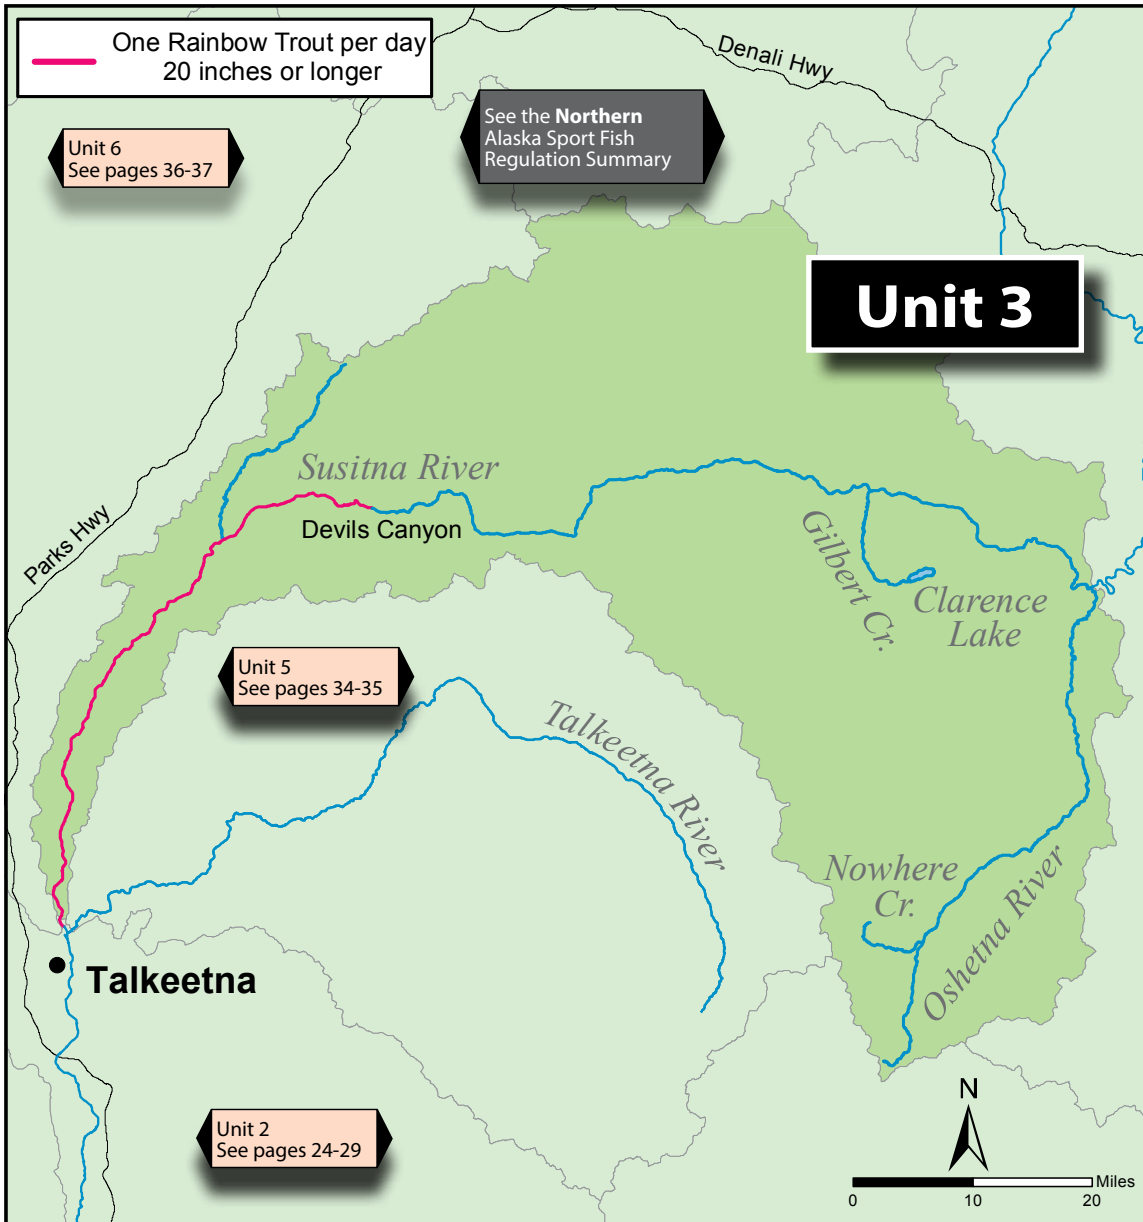 One Rainbow Trout per day
20 inches or longer
Denali Hwy
See the Northern
Alaska Sport Fish
Regulation Summary
Unit 6
See pages 36-37
Unit 3
Susitna River
Devils Canyon
Parks Hwy
Gilbert Cr.
Clarence
Lake
Unit 5
See pages 34-35
Talkeetna River
Nowhere
Cr.
Oshetna River
Talkeetna
N
Unit 2
See pages 24-29
Miles
0 10 20